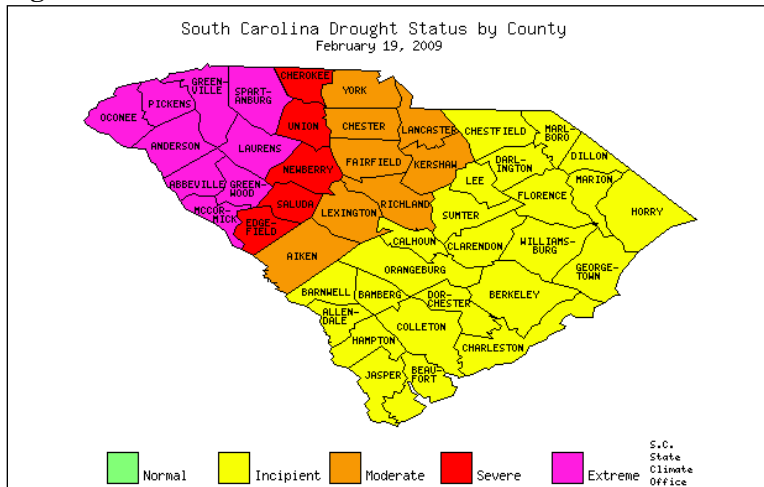 South Carolina Drought Status by County
February 19, 2009
CHEROKEE
GREEN-
VILLE
SPART-
ANBURG
YORK
PICKENS
OCONEE
UNION
CHESTER
LANCASTER
CHESTFIELD
MARL-
BORO
ANDERSON
LAURENS
FAIRFIELD
KERSHAW
DARL-
INGTON
DILLON
NEWBERRY
LEE
MARION
ABBEVILLE
GREEN-
WOOD
FLORENCE
SALUDA
RICHLAND
MCCOR-
MICK
LEXINGTON
SUMTER
HORRY
EDGE-
FIELD
CALHOUN
CLARENDON
WILLIAMS-
BURG
AIKEN
ORANGEBURG
GEORGE-
TOWN
BARNWELL
BAMBERG
DOR-
CHESTER
BERKELEY
ALLEN-
DALE
COLLETON
HAMPTON
CHARLESTON
JASPER
BEAU-
FORT
Normal
Incipient
Moderate
Severe
Extreme
S.C.
State
Climate
Office